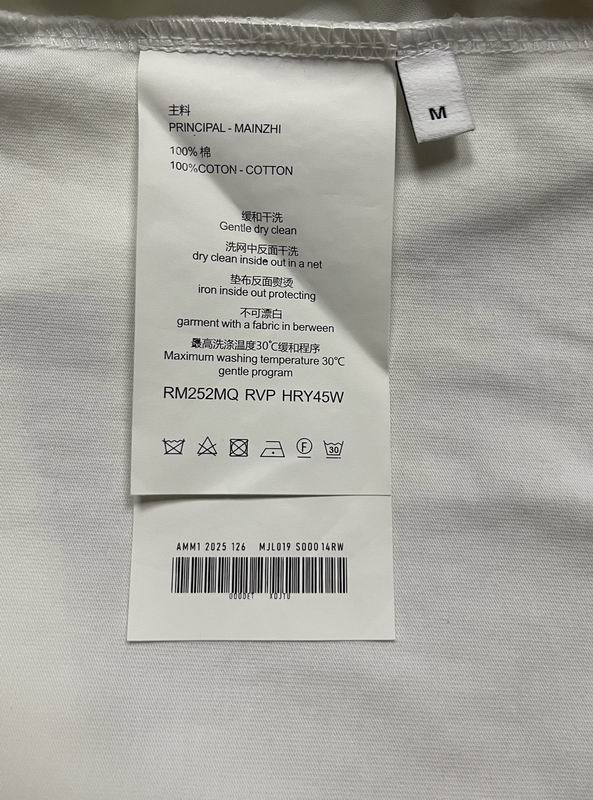 主料
PRINCIPAL - MAINZHI
100% 棉
100%COTON - COTTON
缓和干洗
Gentle dry clean
洗网中反面干洗
dry clean inside out in a net
垫布反面熨烫
iron inside out protecting
不可漂白
garment with a fabric in berween
最高洗涤温度30℃缓和程序
Maximum washing temperature 30℃
gentle program
RM252MQ RVP HRY45W
F
30
AMM1 2025 126 MJL019 S00014RW
M